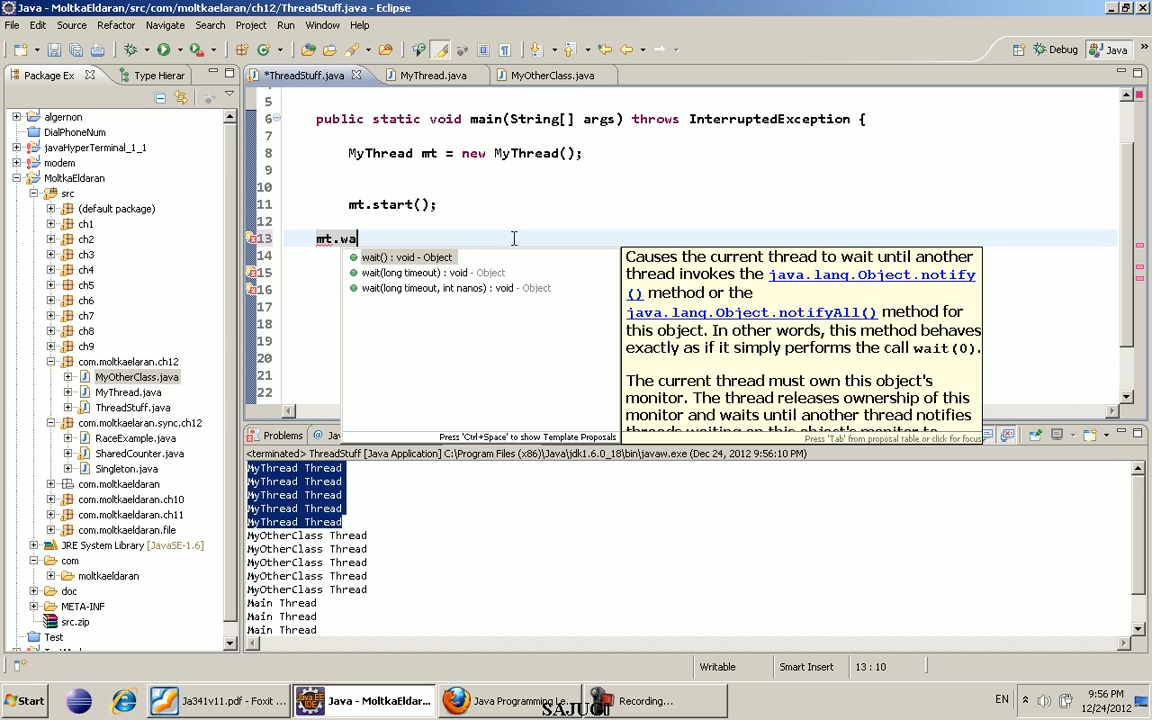 Java - MoltkaEldaran/src/com/moltkaelaran/ch12/ThreadStuff.java - Eclipse
File Edit Source Refactor Navigate Search Project Run Window Help
Debug Java
Package Ex Type Hierar
*ThreadStuff.java MyThread.java MyOtherClass.java
algernon
DialPhoneNum
javaHyperTerminal_1_1
modem
MoltkaEldaran
src
(default package)
ch1
ch2
ch3
ch4
ch5
ch6
ch7
ch8
ch9
com.moltkaelaran.ch12
MyOtherClass.java
MyThread.java
ThreadStuff.java
com.moltkaelaran.sync.ch12
RaceExample.java
SharedCounter.java
Singleton.java
com.moltkaeldaran
com.moltkaeldaran.ch10
com.moltkaeldaran.ch11
com.moltkaeldaran.file
JRE System Library [JavaSE-1.6]
com
moltkaeldaran
doc
META-INF
src.zip
Test
5
6 public static void main(String[] args) throws InterruptedException {
7
8 MyThread mt = new MyThread();
9
10
11 mt.start();
12
13 mt.wa
14
15
16
17
18
19
20
21
22
wait() : void - Object
wait(long timeout) : void - Object
wait(long timeout, int nanos) : void - Object
Press 'Ctrl+Space' to show Template Proposals
Causes the current thread to wait until another
thread invokes the java.lang.Object.notify
() method or the
java.lang.Object.notifyAll() method for
this object. In other words, this method behaves
exactly as if it simply performs the call wait(0).
The current thread must own this object's
monitor. The thread releases ownership of this
monitor and waits until another thread notifies
threads waiting on this object's monitor to
Press 'Tab' from proposal table or click for focus
Problems
<terminated> ThreadStuff [Java Application] C:\Program Files (x86)\Java\jdk1.6.0_18\bin\javaw.exe (Dec 24, 2012 9:56:10 PM)
MyThread Thread
MyThread Thread
MyThread Thread
MyThread Thread
MyThread Thread
MyOtherClass Thread
MyOtherClass Thread
MyOtherClass Thread
MyOtherClass Thread
MyOtherClass Thread
Main Thread
Main Thread
Main Thread
Writable Smart Insert 13 : 10
Start Ja341v11.pdf - Foxit ... Java - MoltkaEldar... Java Programming Le... Recording... EN 9:56 PM
12/24/2012
SAJUGI